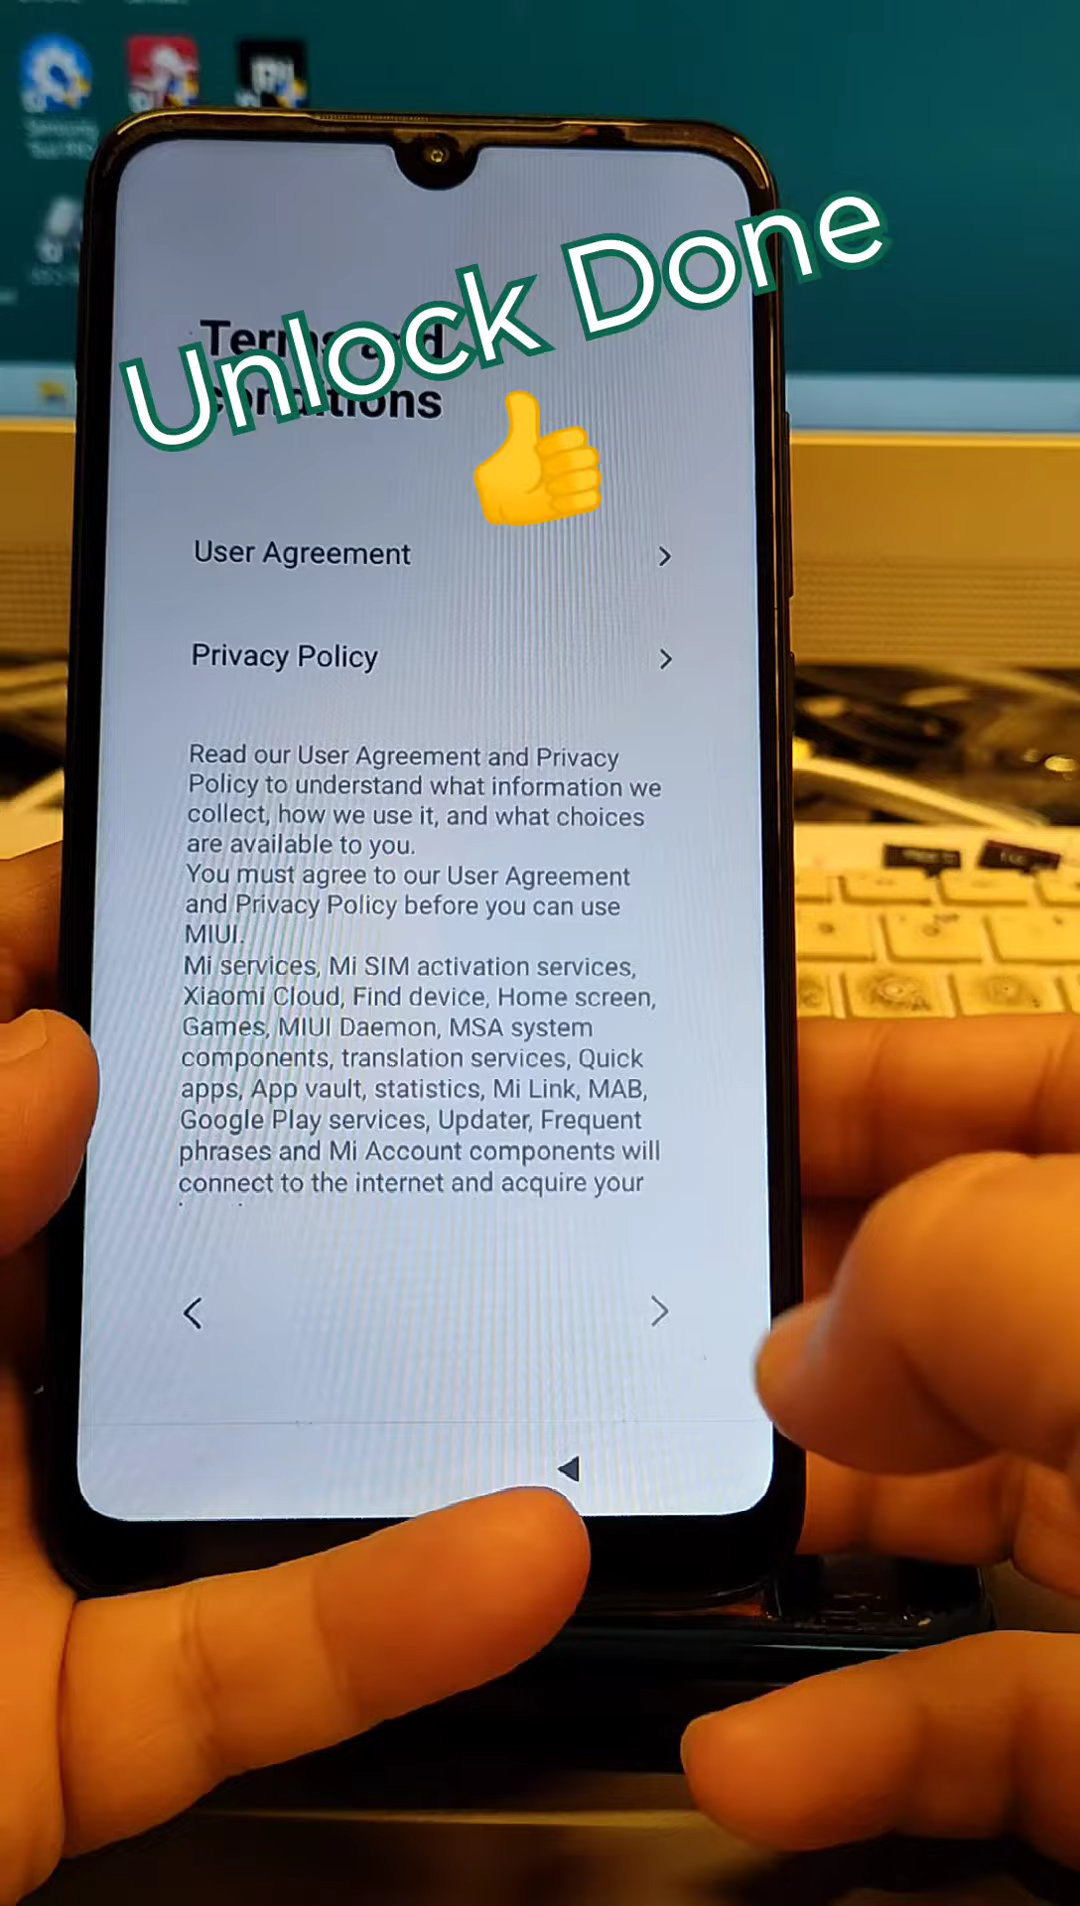 Unlock Done
Terms and
conditions
User Agreement
Privacy Policy
Read our User Agreement and Privacy
Policy to understand what information we
collect, how we use it, and what choices
are available to you.
You must agree to our User Agreement
and Privacy Policy before you can use
MIUI.
Mi services, Mi SIM activation services,
Xiaomi Cloud, Find device, Home screen,
Games, MIUI Daemon, MSA system
components, translation services, Quick
apps, App vault, statistics, Mi Link, MAB,
Google Play services, Updater, Frequent
phrases and Mi Account components will
connect to the internet and acquire your